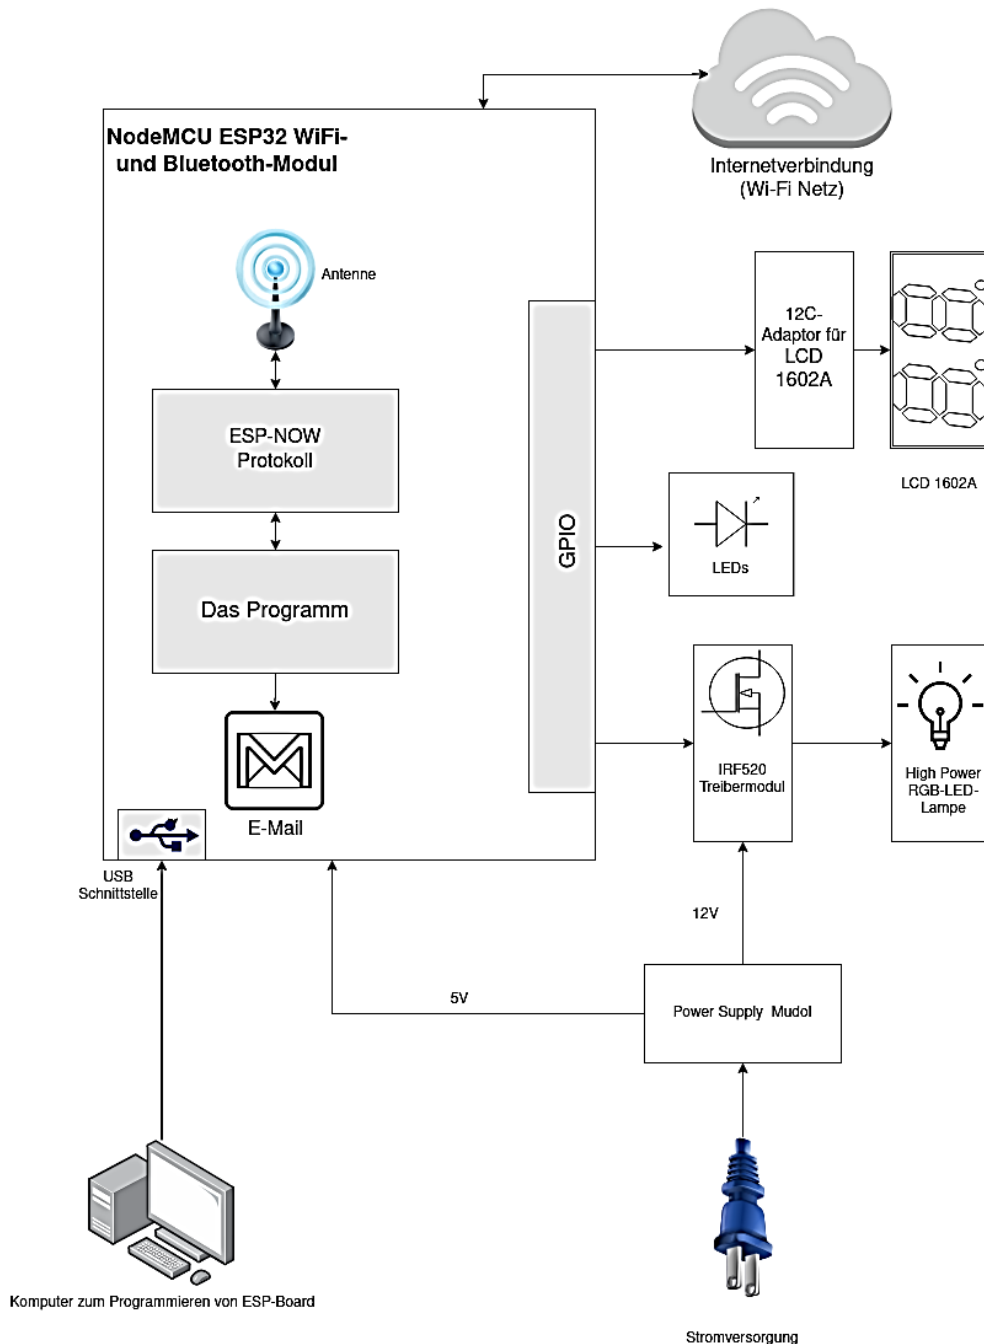 NodeMCU ESP32 WiFi-
und Bluetooth-Modul
Internetverbindung
(Wi-Fi Netz)
Antenne
12C-
Adaptor für
LCD
1602A
ESP-NOW
Protokoll
LCD 1602A
GPIO
LEDs
Das Programm
IRF520
Treibermodul
High Power
RGB-LED-
Lampe
E-Mail
USB
Schnittstelle
12V
5V
Power Supply Mudol
Komputer zum Programmieren von ESP-Board
Stromversorgung